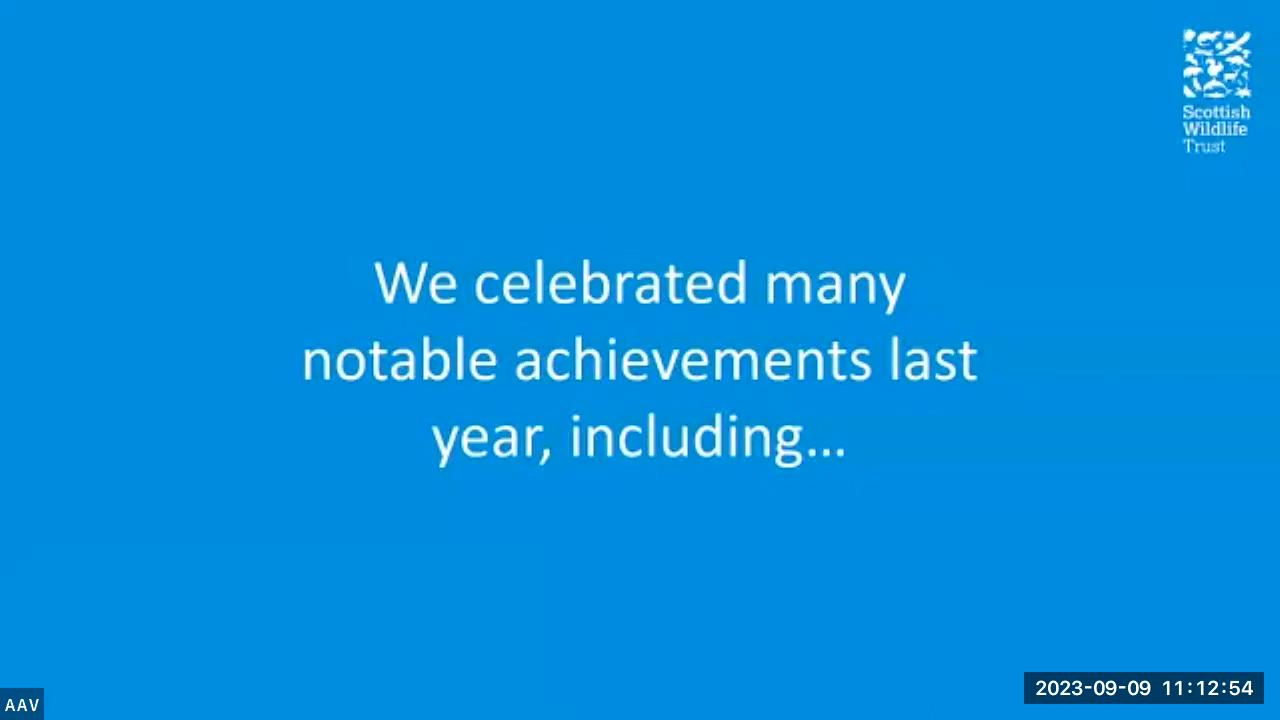 Scottish
Wildlife
Trust
We celebrated many
notable achievements last
year, including...
AAV
2023-09-09 11:12:54